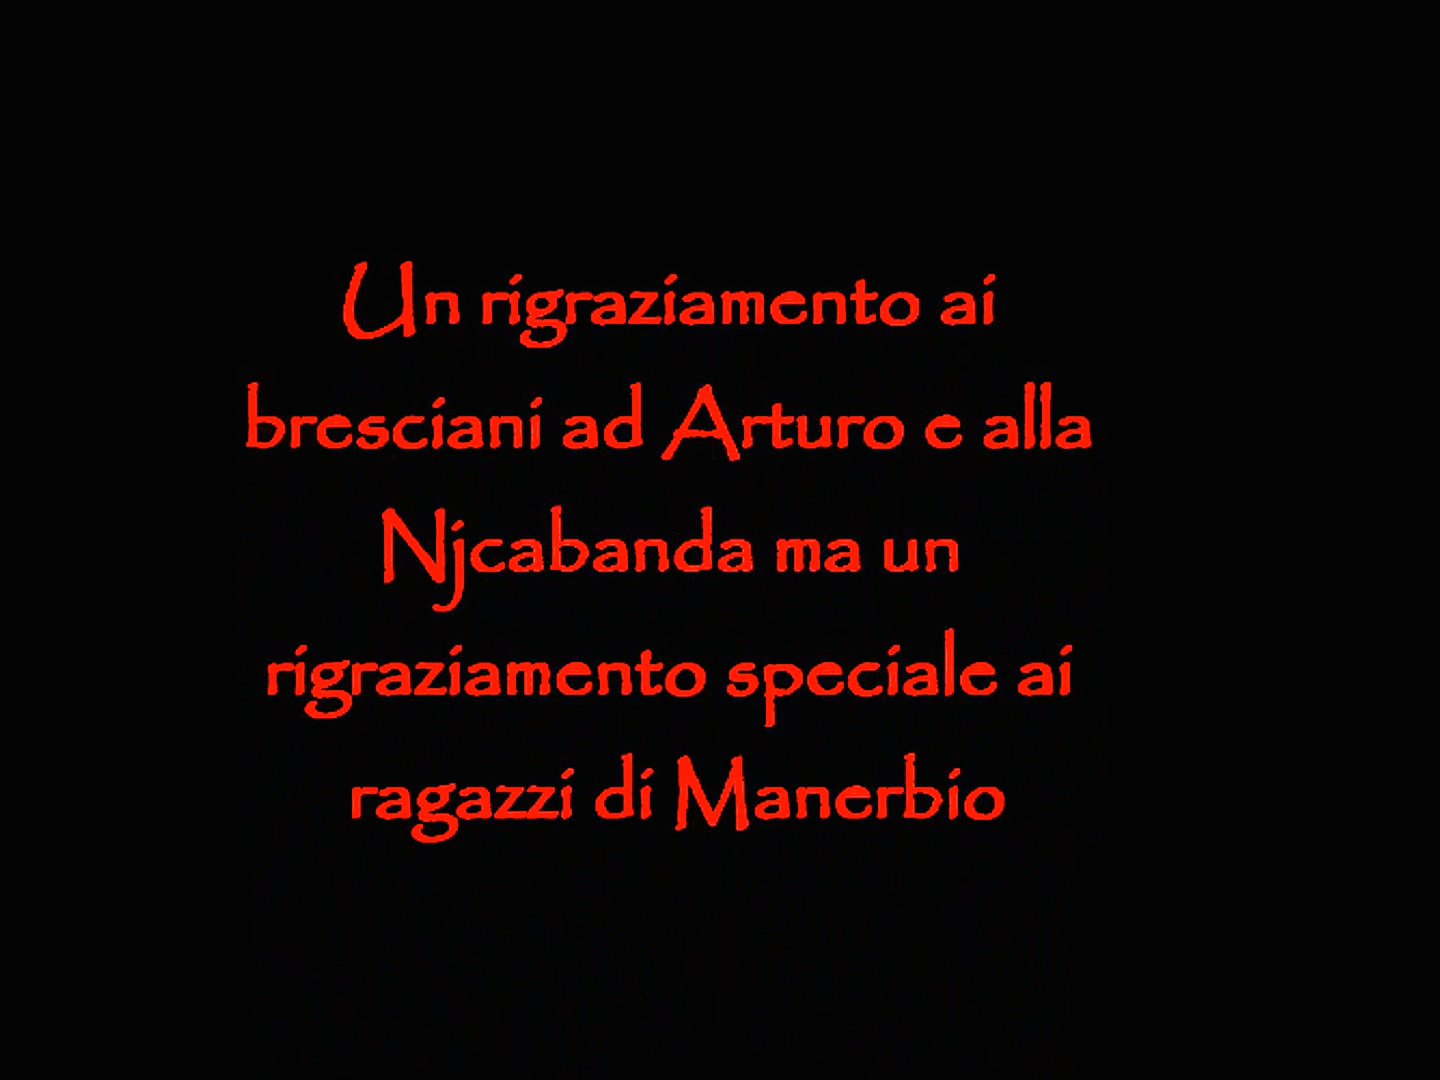 Un rigraziamento ai
bresciani ad Arturo e alla
Njcabanda ma un
rigraziamento speciale ai
ragazzi di Manerbio